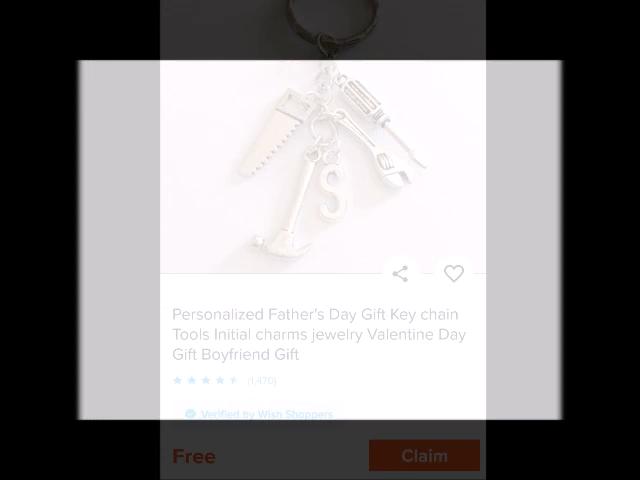 S
Personalized Father's Day Gift Key chain
Tools Initial charms jewelry Valentine Day
Gift Boyfriend Gift
(1,470)
Verified by Wish Shoppers
Free
Claim